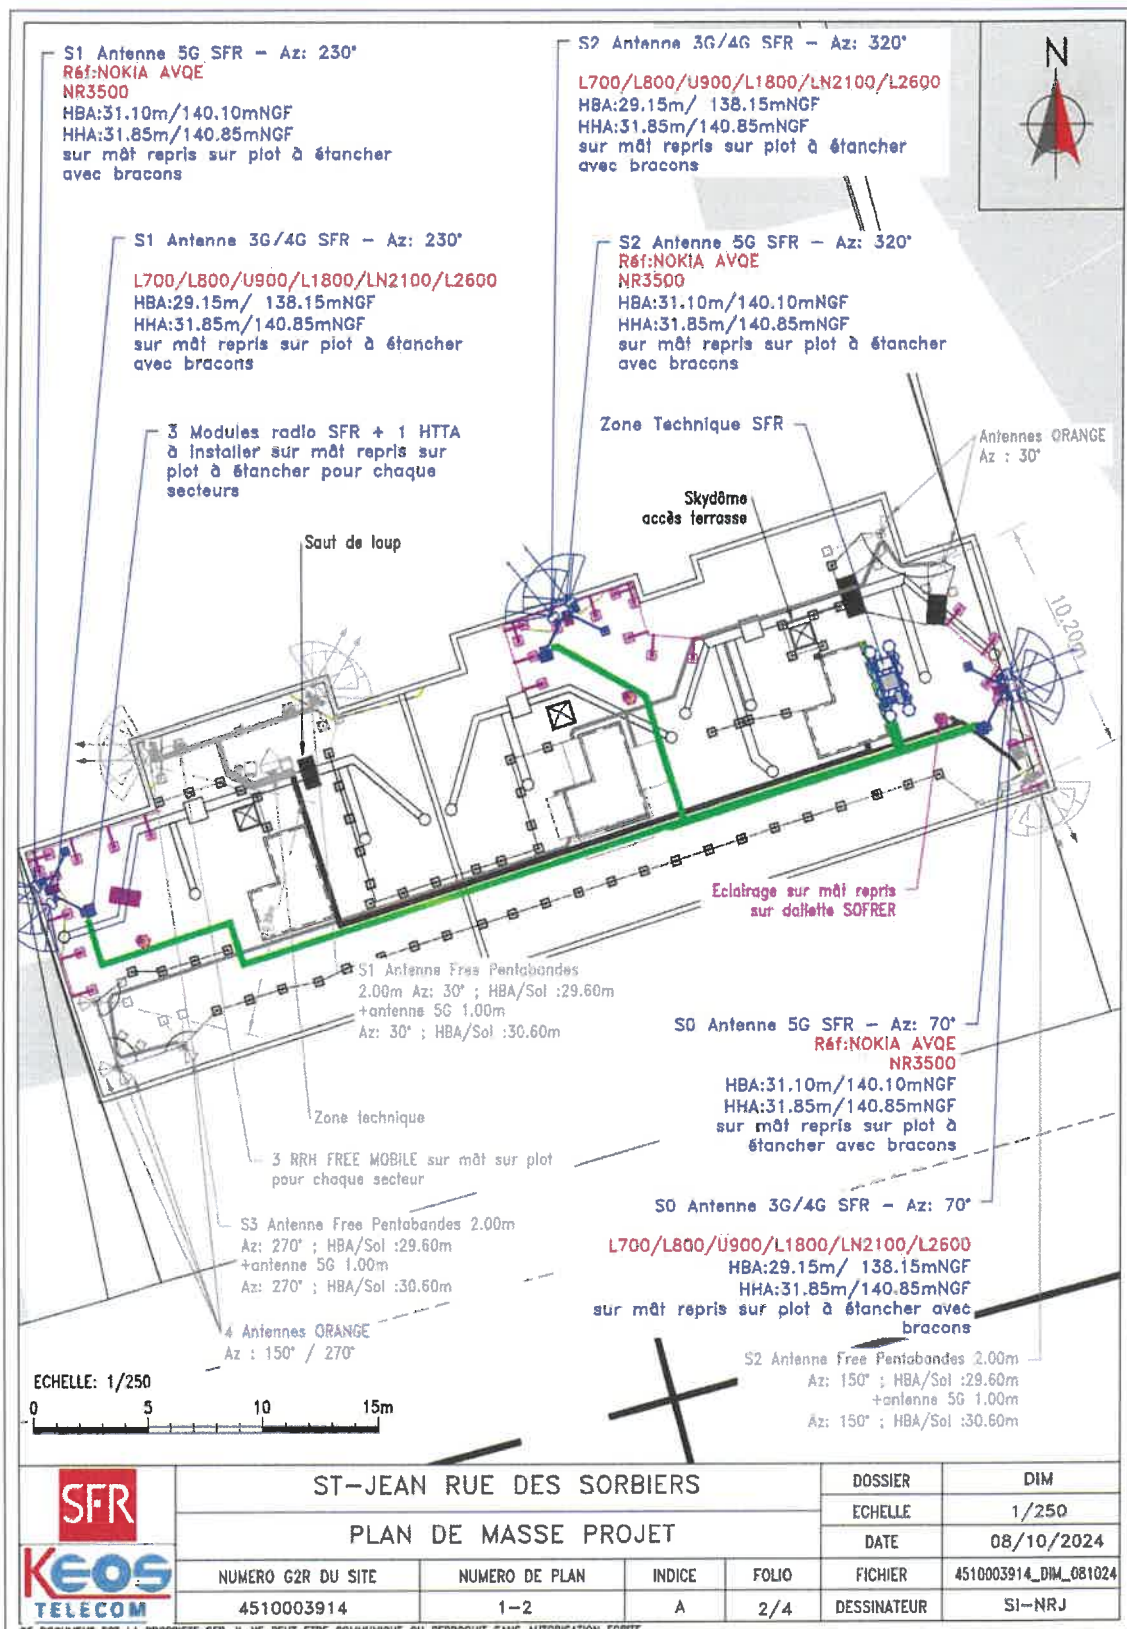 S1 Antenne 5G SFR - Az: 230°
Réf:NOKIA AVQE
NR3500
HBA:31.10m/140.10mNGF
HHA:31.85m/140.85mNGF
sur mât repris sur plot à étancher
avec bracons
S2 Antenne 3G/4G SFR - Az: 320°
L700/L800/U900/L1800/LN2100/L2600
HBA:29.15m/ 138.15mNGF
HHA:31.85m/140.85mNGF
sur mât repris sur plot à étancher
avec bracons
N
S1 Antenne 3G/4G SFR - Az: 230°
L700/L800/U900/L1800/LN2100/L2600
HBA:29.15m/ 138.15mNGF
HHA:31.85m/140.85mNGF
sur mât repris sur plot à étancher
avec bracons
S2 Antenne 5G SFR - Az: 320°
Réf:NOKIA AVQE
NR3500
HBA:31.10m/140.10mNGF
HHA:31.85m/140.85mNGF
sur mât repris sur plot à étancher
avec bracons
3 Modules radio SFR + 1 HTTA
à installer sur mât repris sur
plot à étancher pour chaque
secteurs
Zone Technique SFR
Antennes ORANGE
Az : 30°
Skydôme
accès terrasse
Saut de loup
10.20m
Eclairage sur mât repris
sur dallette SOFRER
S1 Antenne Free Pentabandes
2.00m Az: 30° ; HBA/Sol :29.60m
+antenne 5G 1.00m
Az: 30° ; HBA/Sol :30.60m
S0 Antenne 5G SFR - Az: 70°
Réf:NOKIA AVQE
NR3500
HBA:31.10m/140.10mNGF
HHA:31.85m/140.85mNGF
sur mât repris sur plot à
étancher avec bracons
Zone technique
3 RRH FREE MOBILE sur mât sur plot
pour chaque secteur
S0 Antenne 3G/4G SFR - Az: 70°
L700/L800/U900/L1800/LN2100/L2600
HBA:29.15m/ 138.15mNGF
HHA:31.85m/140.85mNGF
sur mât repris sur plot à étancher avec
bracons
S3 Antenne Free Pentabandes 2.00m
Az: 270° ; HBA/Sol :29.60m
+antenne 5G 1.00m
Az: 270° ; HBA/Sol :30.60m
4 Antennes ORANGE
Az : 150° / 270°
S2 Antenne Free Pentabandes 2.00m
Az: 150° ; HBA/Sol :29.60m
+antenne 5G 1.00m
Az: 150° ; HBA/Sol :30.60m
ECHELLE: 1/250
0 5 10 15m
SFR
KEOS
TELECOM
ST-JEAN RUE DES SORBIERS
PLAN DE MASSE PROJET
DOSSIER DIM
ECHELLE 1/250
DATE 08/10/2024
NUMERO G2R DU SITE NUMERO DE PLAN INDICE FOLIO FICHIER 4510003914_DIM_081024
4510003914 1-2 A 2/4 DESSINATEUR SI-NRJ
CE DOCUMENT EST LA PROPRIETE SFR. IL NE PEUT ETRE COMMUNIQUE OU REPRODUIT SANS AUTORISATION ECRITE